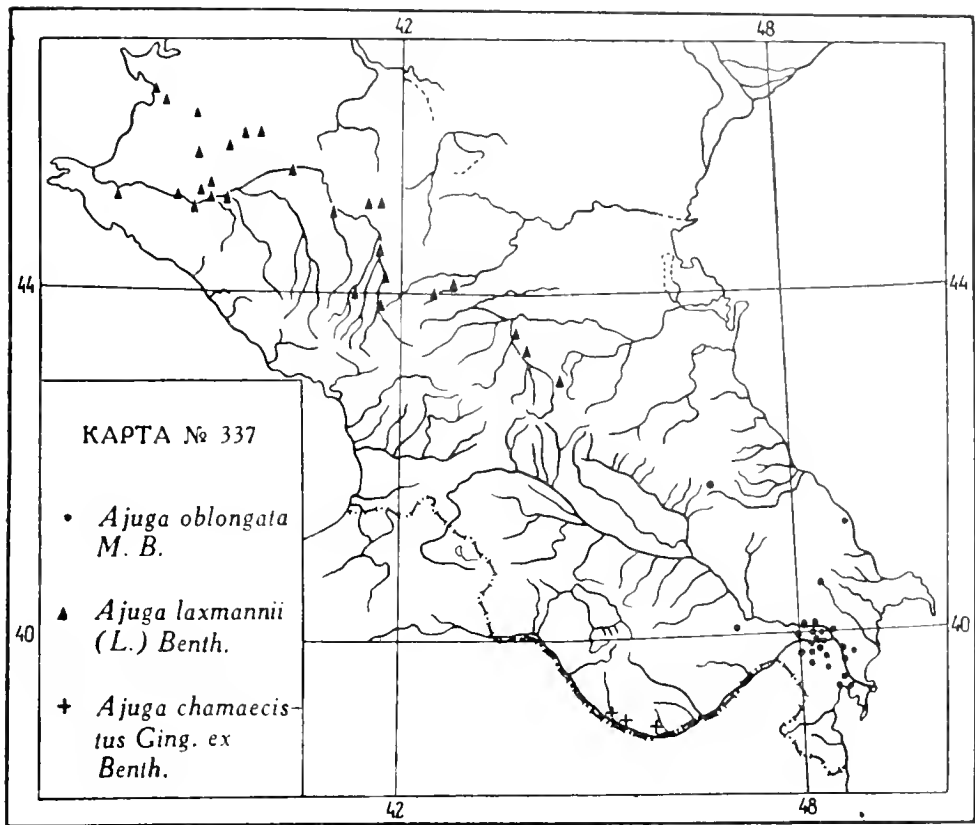 42 48
44 44
КАРТА № 337
Ajuga oblongata
M. B.
Ajuga laxmannii
(L.) Benth.
40 40
Ajuga chamaecis-
tus Ging. ex
Benth.
42 48